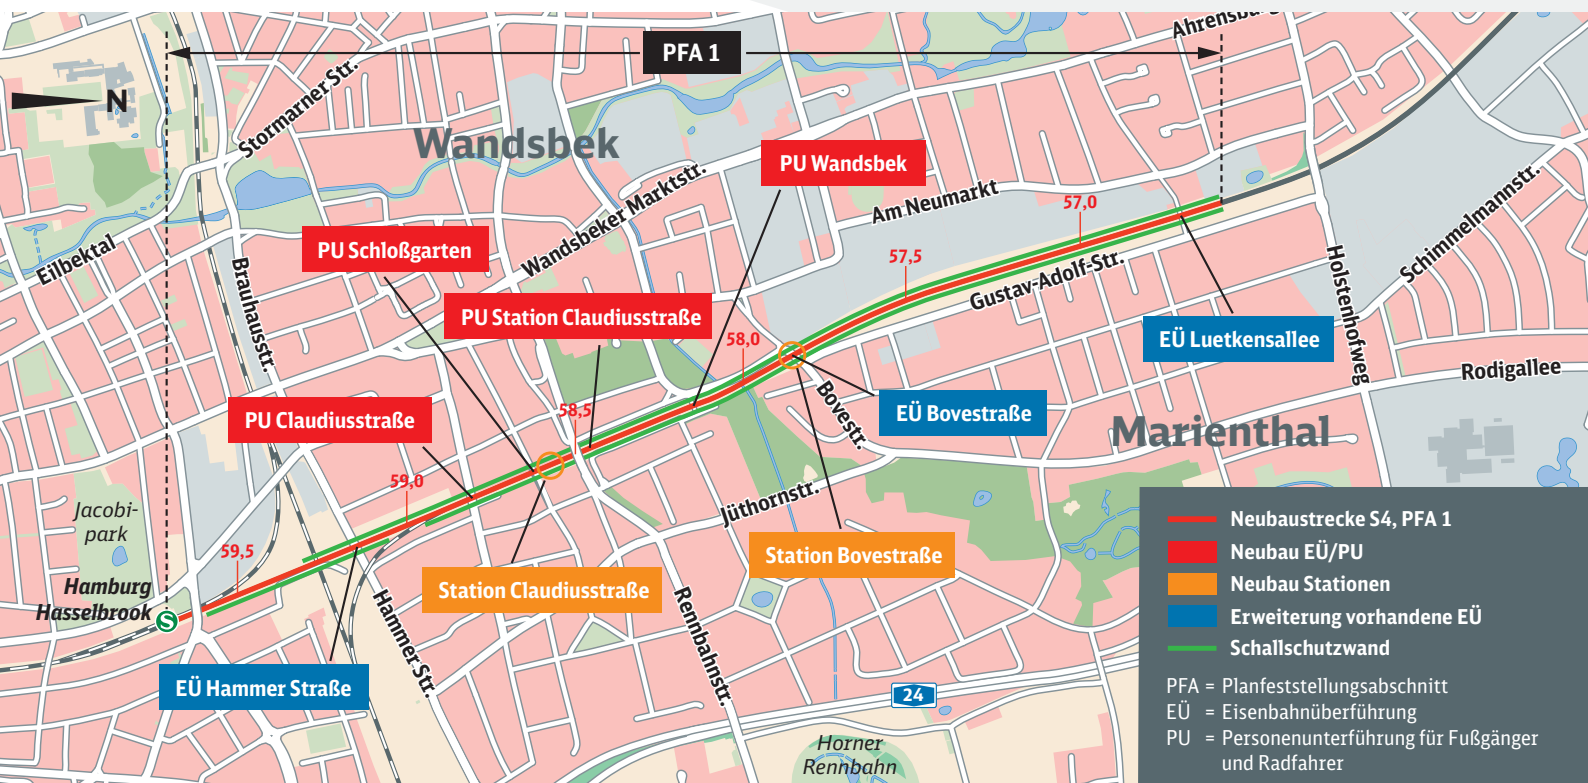 Ahrensburg
PFA 1
N
Stormarner Str.
Wandsbek
PU Wandsbek
Wandsbeker Marktstr.
Am Neumarkt
57,0
Schimmelmannstr.
Eilbektal
PU Schloßgarten
Brauhausstr.
57,5
Gustav-Adolf-Str.
Holstenhofweg
PU Station Claudiusstraße
58,0
EÜ Luetkensallee
Rodigallee
PU Claudiusstraße
58,5
Bovestr.
EÜ Bovestraße
Marienthal
59,0
Jüthornstr.
Jacobi-
park
59,5
Station Bovestraße
Hamburg
Hasselbrook
S
Station Claudiusstraße
Hammer Str.
Rennbahnstr.
EÜ Hammer Straße
24
Horner
Rennbahn
Neubaustrecke S4, PFA 1
Neubau EÜ/PU
Neubau Stationen
Erweiterung vorhandene EÜ
Schallschutzwand
PFA = Planfeststellungsabschnitt
EÜ = Eisenbahnüberführung
PU = Personenunterführung für Fußgänger
und Radfahrer